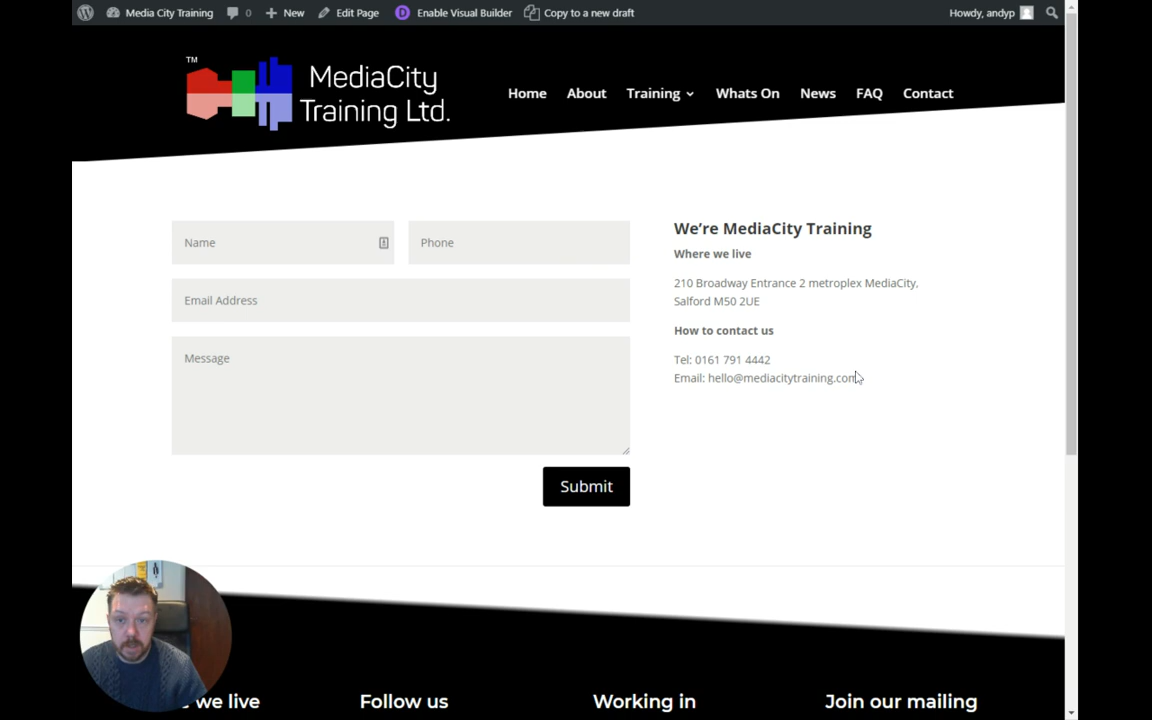 Media City Training
0
New
Edit Page
D
Enable Visual Builder
Copy to a new draft
Howdy, andyp
TM
MediaCity
Training Ltd.
Home
About
Training
Whats On
News
FAQ
Contact
Name
Phone
Email Address
Message
Submit
We're MediaCity Training
Where we live
210 Broadway Entrance 2 metroplex MediaCity,
Salford M50 2UE
How to contact us
Tel: 0161 791 4442
Email: hello@mediacitytraining.com
we live
Follow us
Working in
Join our mailing